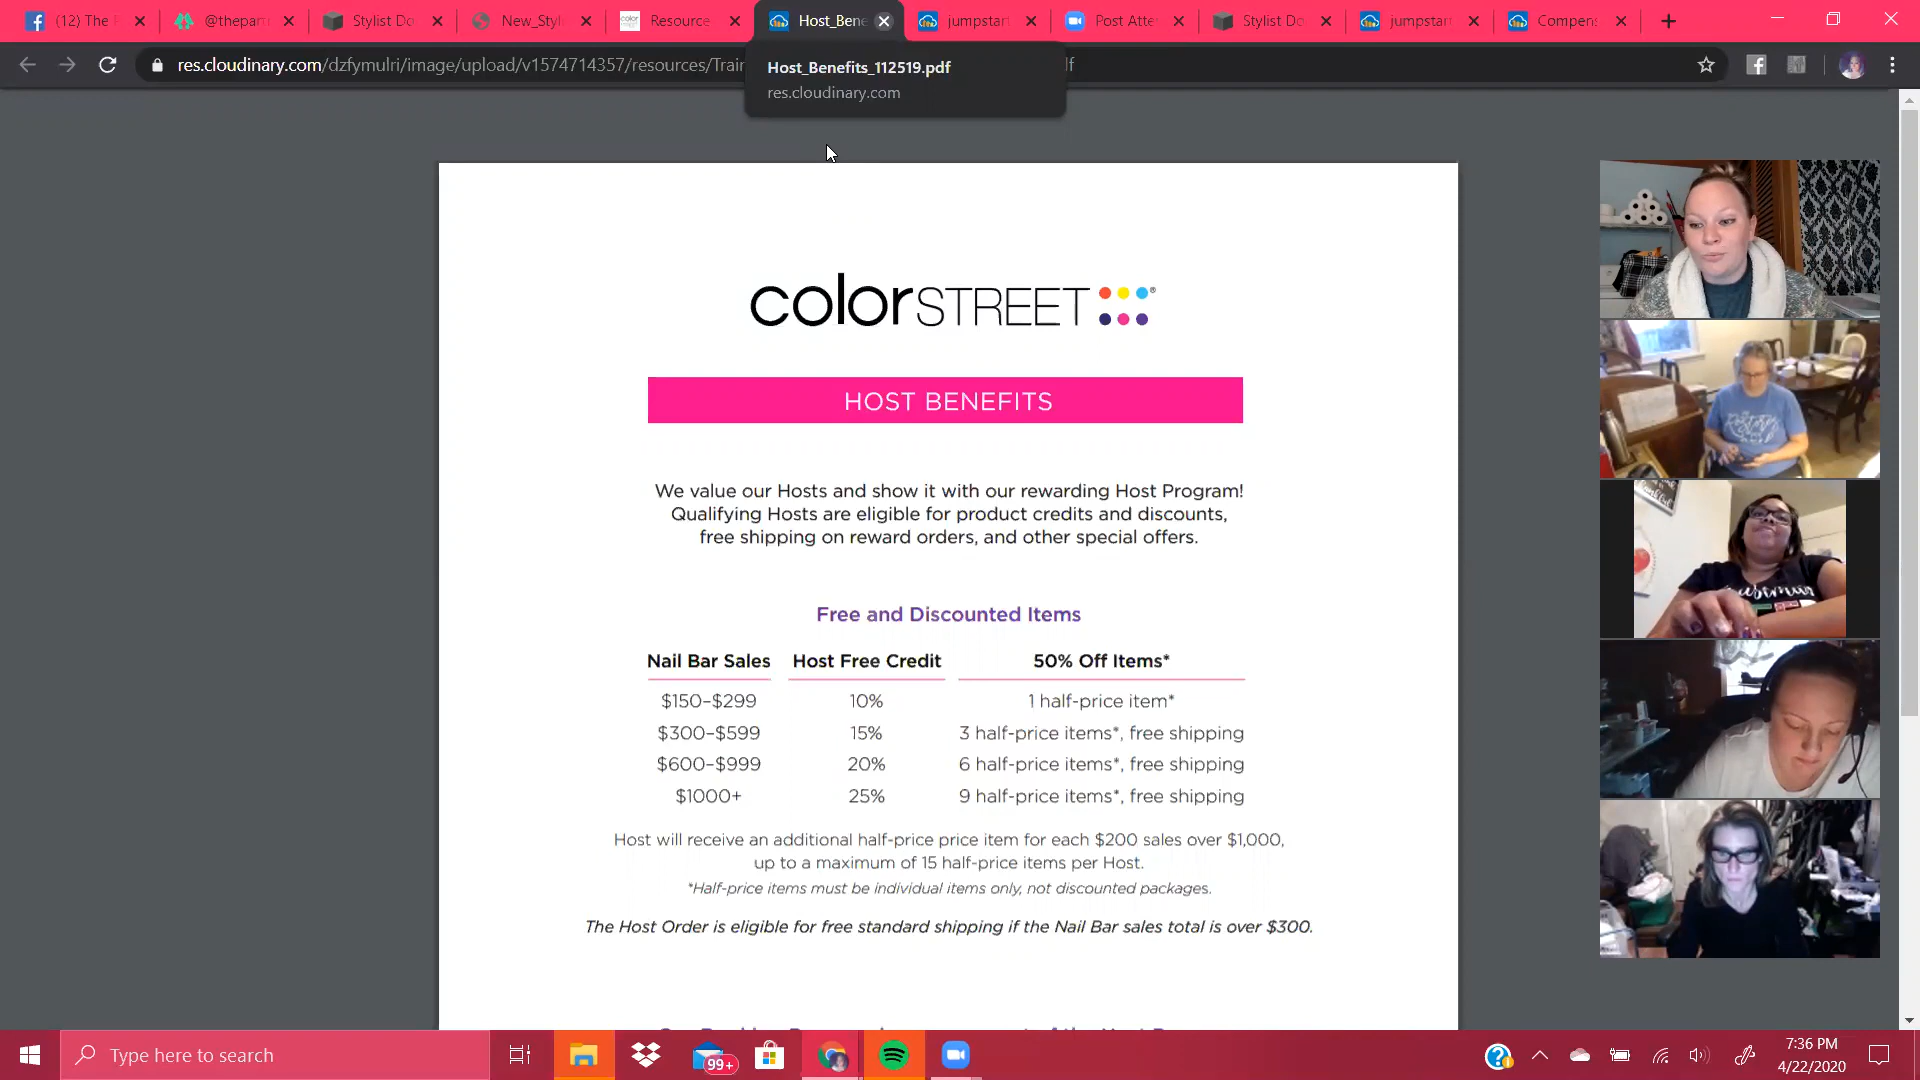 (12) The
@thepart
Stylist Do
New_Styl
Resource
Host_Bene
jumpstart
Post Atte
Stylist Do
jumpstart
Compens
res.cloudinary.com/dzfymulri/image/upload/v1574714357/resources/Trai
Host_Benefits_112519.pdf
res.cloudinary.com
colorSTREET®
HOST BENEFITS
We value our Hosts and show it with our rewarding Host Program!
Qualifying Hosts are eligible for product credits and discounts,
free shipping on reward orders, and other special offers.
Free and Discounted Items
Nail Bar Sales Host Free Credit 50% Off Items*
$150–$299 10% 1 half-price item*
$300–$599 15% 3 half-price items*, free shipping
$600–$999 20% 6 half-price items*, free shipping
$1000+ 25% 9 half-price items*, free shipping
Host will receive an additional half-price price item for each $200 sales over $1,000,
up to a maximum of 15 half-price items per Host.
*Half-price items must be individual items only, not discounted packages.
The Host Order is eligible for free standard shipping if the Nail Bar sales total is over $300.
Type here to search
99+
7:36 PM
4/22/2020